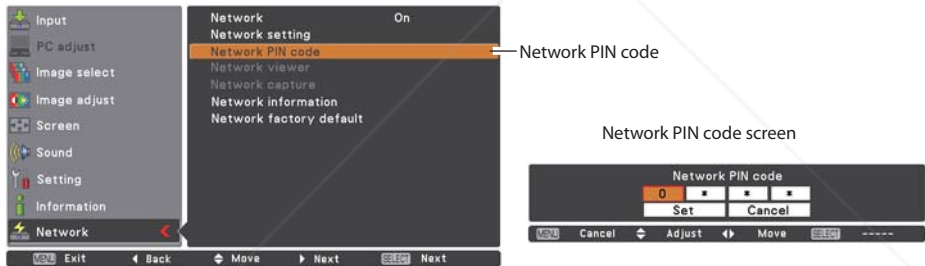 Input
PC adjust
Image select
Image adjust
Screen
Sound
Setting
Information
Network
Network On
Network setting
Network PIN code
Network viewer
Network capture
Network information
Network factory default
MENU Exit Back Move Next SELECT Next
Network PIN code
Network PIN code screen
Network PIN code
0 * * *
Set Cancel
MENU Cancel Adjust Move SELECT -----